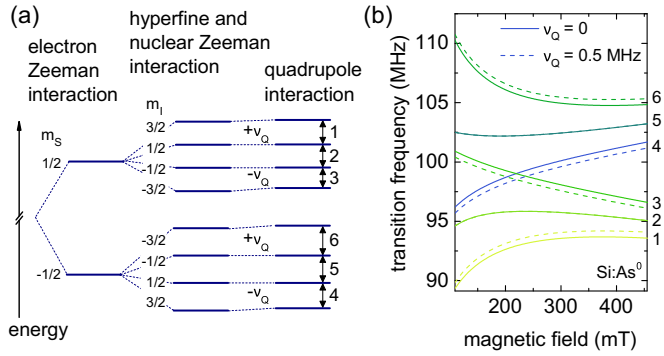 (a)
hyperfine and
nuclear Zeeman
interaction
electron
Zeeman
interaction
quadrupole
interaction
m_S
m_I
1/2
-1/2
3/2
1/2
-1/2
-3/2
+ν_Q
-ν_Q
1
2
3
-3/2
-1/2
1/2
3/2
+ν_Q
-ν_Q
6
5
4
energy
(b)
ν_Q = 0
ν_Q = 0.5 MHz
110
105
100
95
90
transition frequency (MHz)
6
5
4
3
2
1
Si:As⁰
100
200
300
400
magnetic field (mT)